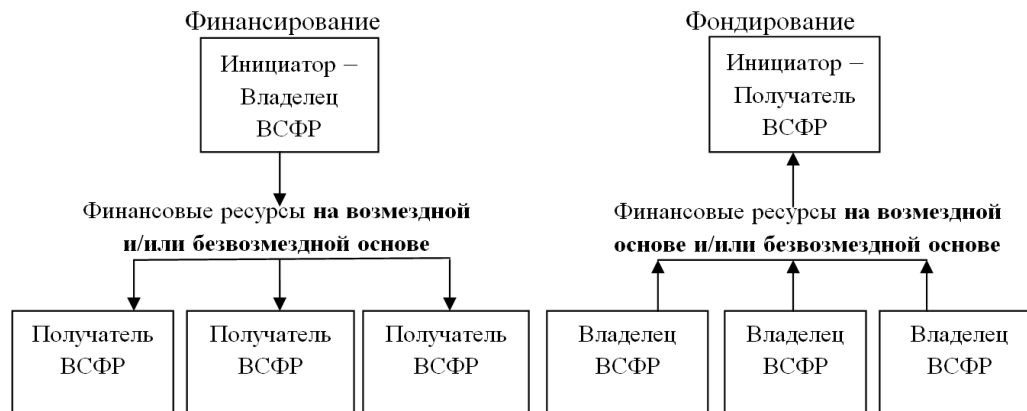 Финансирование
Инициатор –
Владелец
ВСФР
Финансовые ресурсы на возмездной
и/или безвозмездной основе
Получатель
ВСФР
Получатель
ВСФР
Получатель
ВСФР
Фондирование
Инициатор –
Получатель
ВСФР
Финансовые ресурсы на возмездной
основе и/или безвозмездной основе
Владелец
ВСФР
Владелец
ВСФР
Владелец
ВСФР